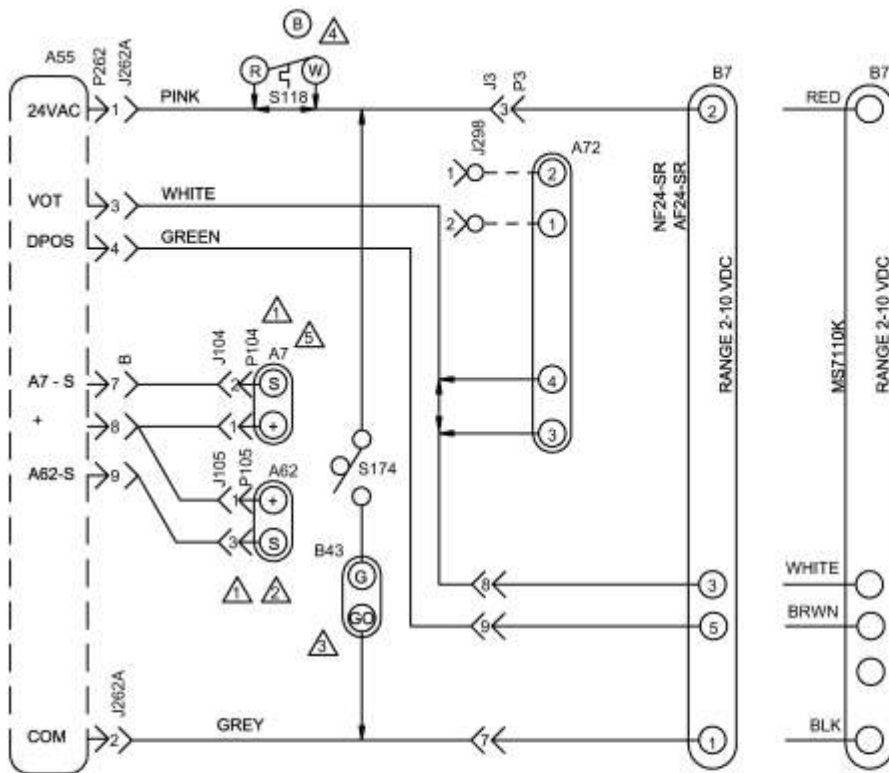 B 4
A55 P262 J262A R W S118 J3 P3 B7 B7
24VAC 1 PINK 3 2 RED
J298 A72
1 2
VOT 3 WHITE 2 1 NF24-SR AF24-SR
DPOS 4 GREEN
RANGE 2-10 VDC MS7110K RANGE 2-10 VDC
1 5
B J104 P104 A7
A7 - S 7 2 S 4
+ 8 1 + 3
J105 P105 A62 S174
A62-S 9 1 +
3 S B43
1 2 G 8 3 WHITE
3 GO 9 5 BRWN
J262A
COM 2 GREY 7 1 BLK